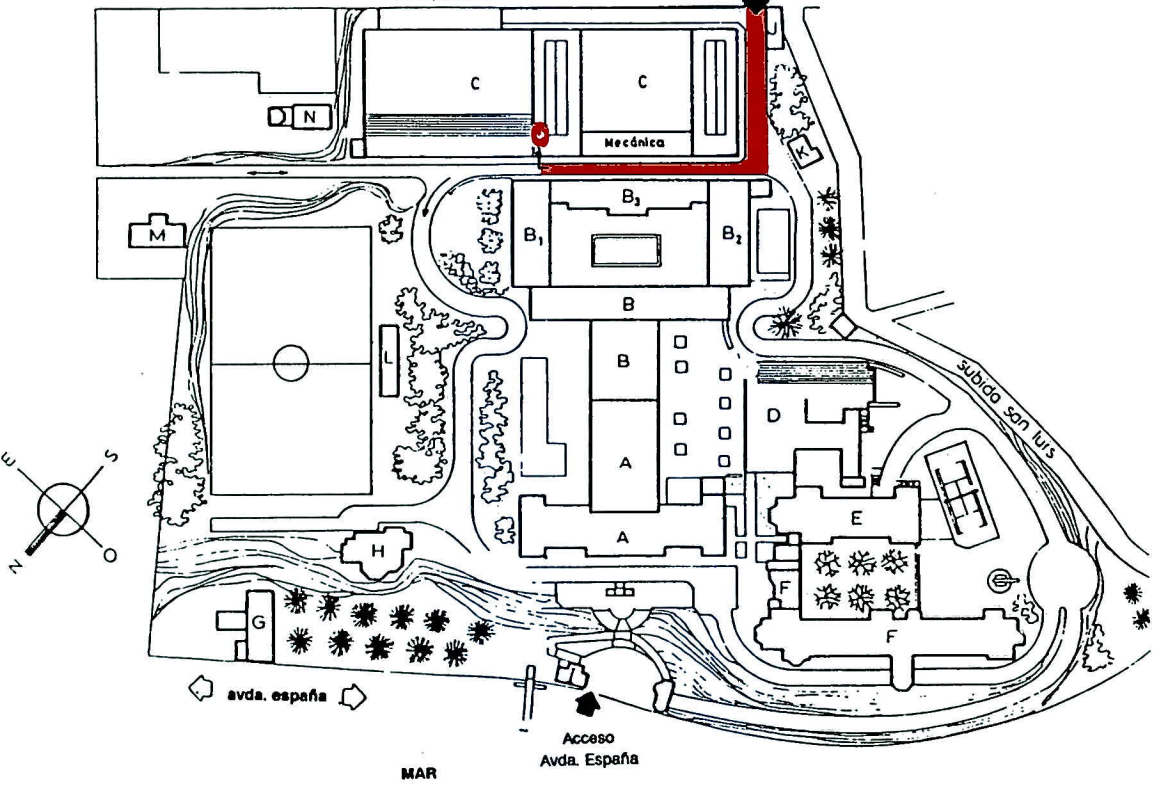 J
C
C
N
Mecánica
K
B3
M
B1
B2
B
L
B
subida san luis
D
A
E
S
E
A
H
N
O
F
G
F
avda. españa
Acceso
Avda. España
MAR